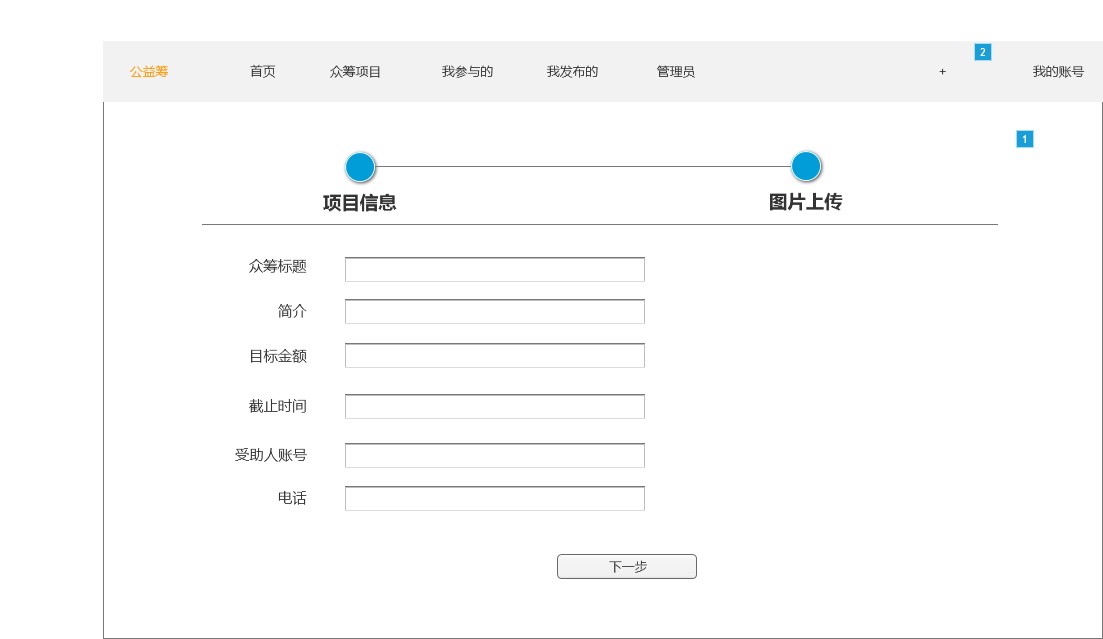 2
公益筹 首页 众筹项目 我参与的 我发布的 管理员 + 我的账号
1
项目信息 图片上传
众筹标题
简介
目标金额
截止时间
受助人账号
电话
下一步